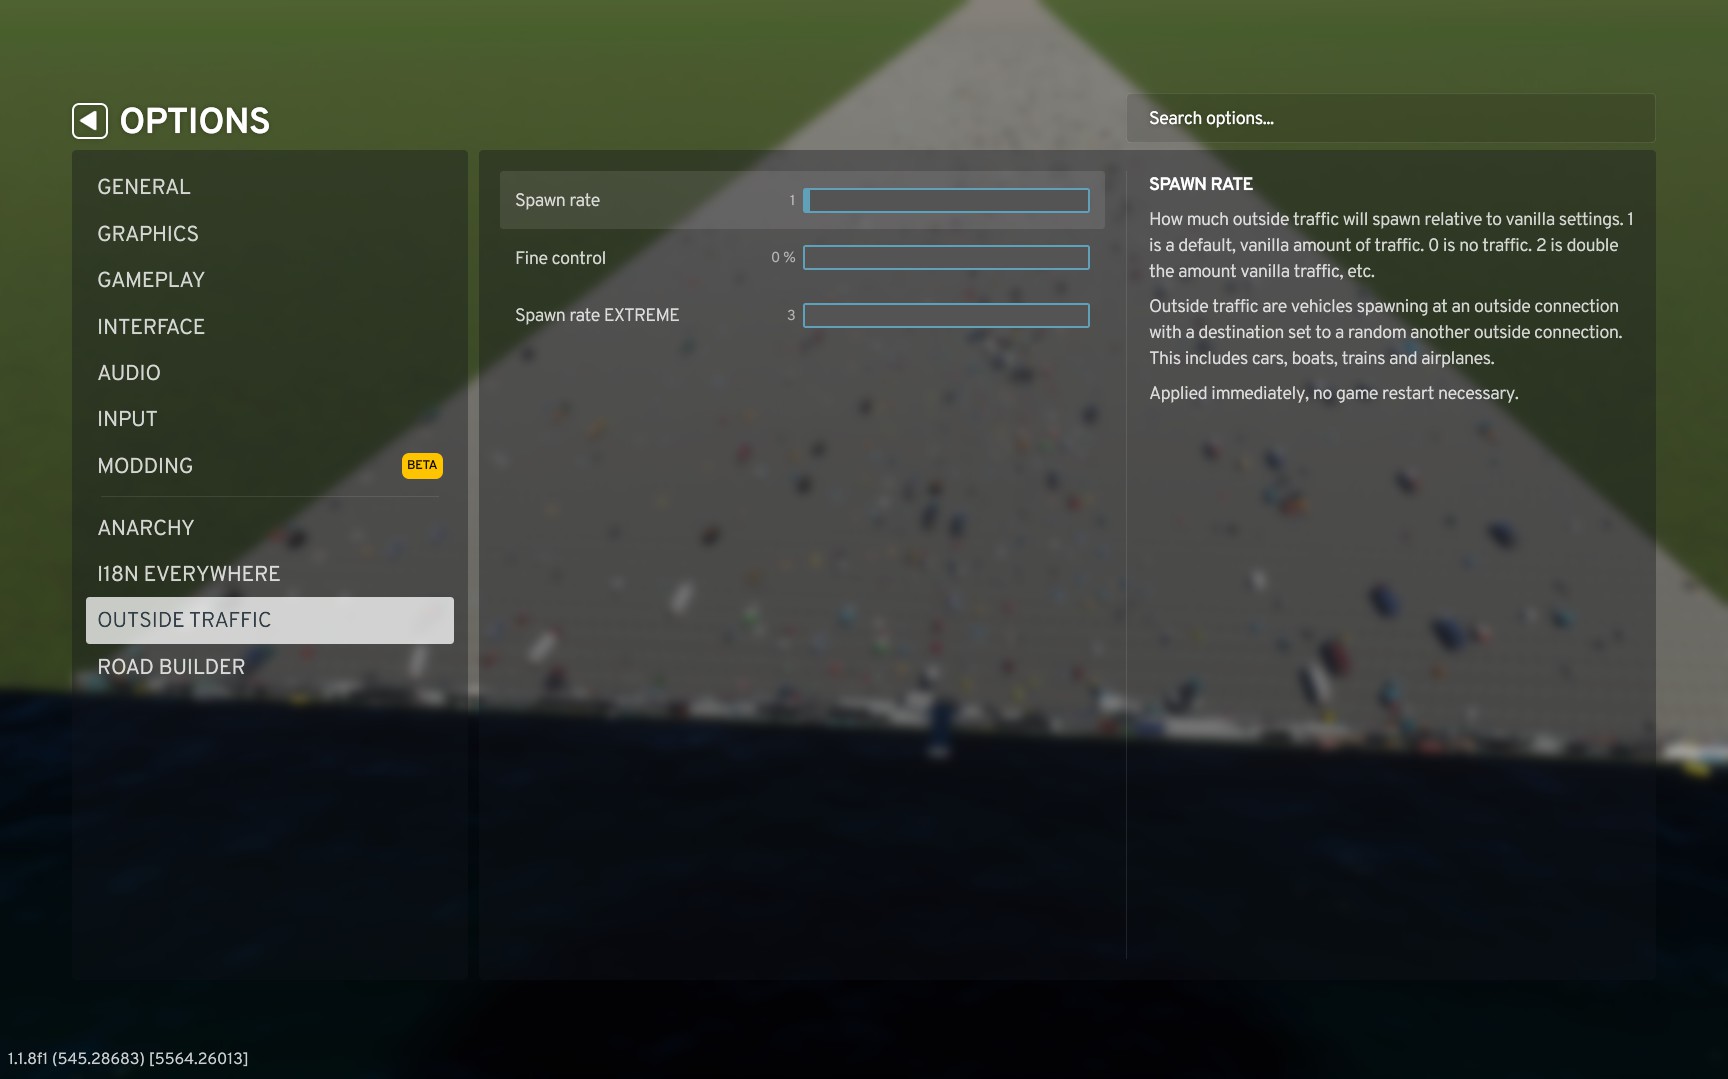 OPTIONS
Search options...
GENERAL
GRAPHICS
GAMEPLAY
INTERFACE
AUDIO
INPUT
MODDING BETA
ANARCHY
I18N EVERYWHERE
OUTSIDE TRAFFIC
ROAD BUILDER
Spawn rate 1
Fine control 0 %
Spawn rate EXTREME 3
SPAWN RATE
How much outside traffic will spawn relative to vanilla settings. 1
is a default, vanilla amount of traffic. 0 is no traffic. 2 is double
the amount vanilla traffic, etc.
Outside traffic are vehicles spawning at an outside connection
with a destination set to a random another outside connection.
This includes cars, boats, trains and airplanes.
Applied immediately, no game restart necessary.
1.1.8f1 (545.28683) [5564.26013]